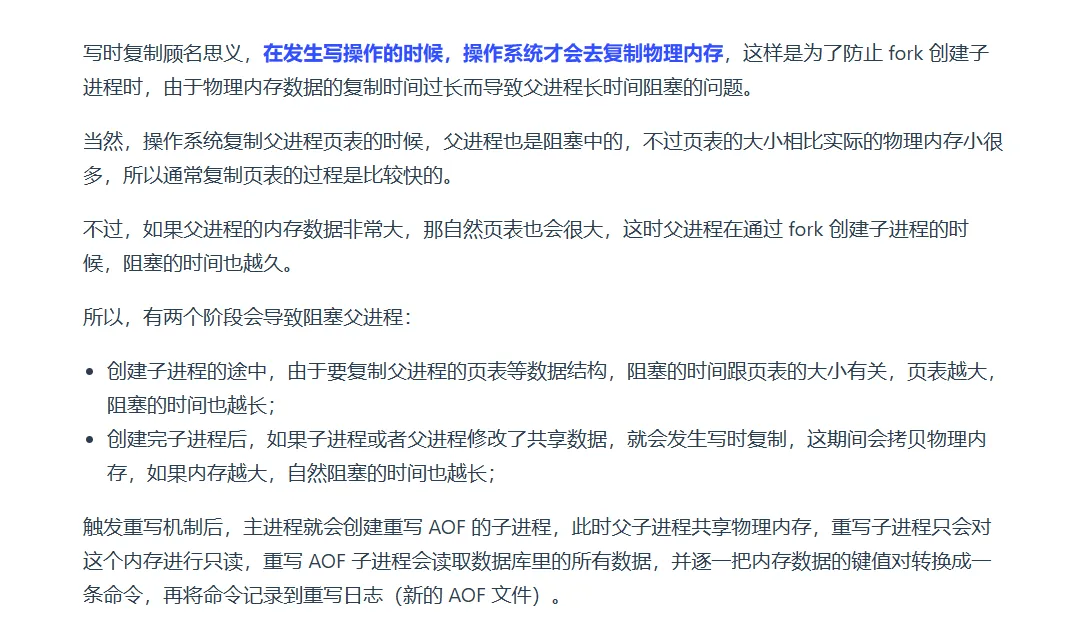 写时复制顾名思义，在发生写操作的时候，操作系统才会去复制物理内存，这样是为了防止 fork 创建子
进程时，由于物理内存数据的复制时间过长而导致父进程长时间阻塞的问题。
当然，操作系统复制父进程页表的时候，父进程也是阻塞中的，不过页表的大小相比实际的物理内存小很
多，所以通常复制页表的过程是比较快的。
不过，如果父进程的内存数据非常大，那自然页表也会很大，这时父进程在通过 fork 创建子进程的时
候，阻塞的时间也越久。
所以，有两个阶段会导致阻塞父进程：
• 创建子进程的途中，由于要复制父进程的页表等数据结构，阻塞的时间跟页表的大小有关，页表越大，
阻塞的时间也越长；
• 创建完子进程后，如果子进程或者父进程修改了共享数据，就会发生写时复制，这期间会拷贝物理内
存，如果内存越大，自然阻塞的时间也越长；
触发重写机制后，主进程就会创建重写 AOF 的子进程，此时父子进程共享物理内存，重写子进程只会对
这个内存进行只读，重写 AOF 子进程会读取数据库里的所有数据，并逐一把内存数据的键值对转换成一
条命令，再将命令记录到重写日志（新的 AOF 文件）。